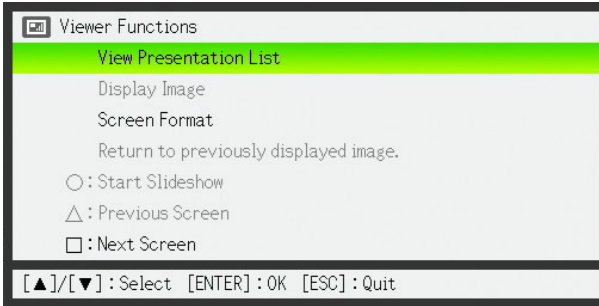 Viewer Functions
View Presentation List
Display Image
Screen Format
Return to previously displayed image.
○:Start Slideshow
△:Previous Screen
□:Next Screen
[▲]/[▼]:Select [ENTER]:OK [ESC]:Quit